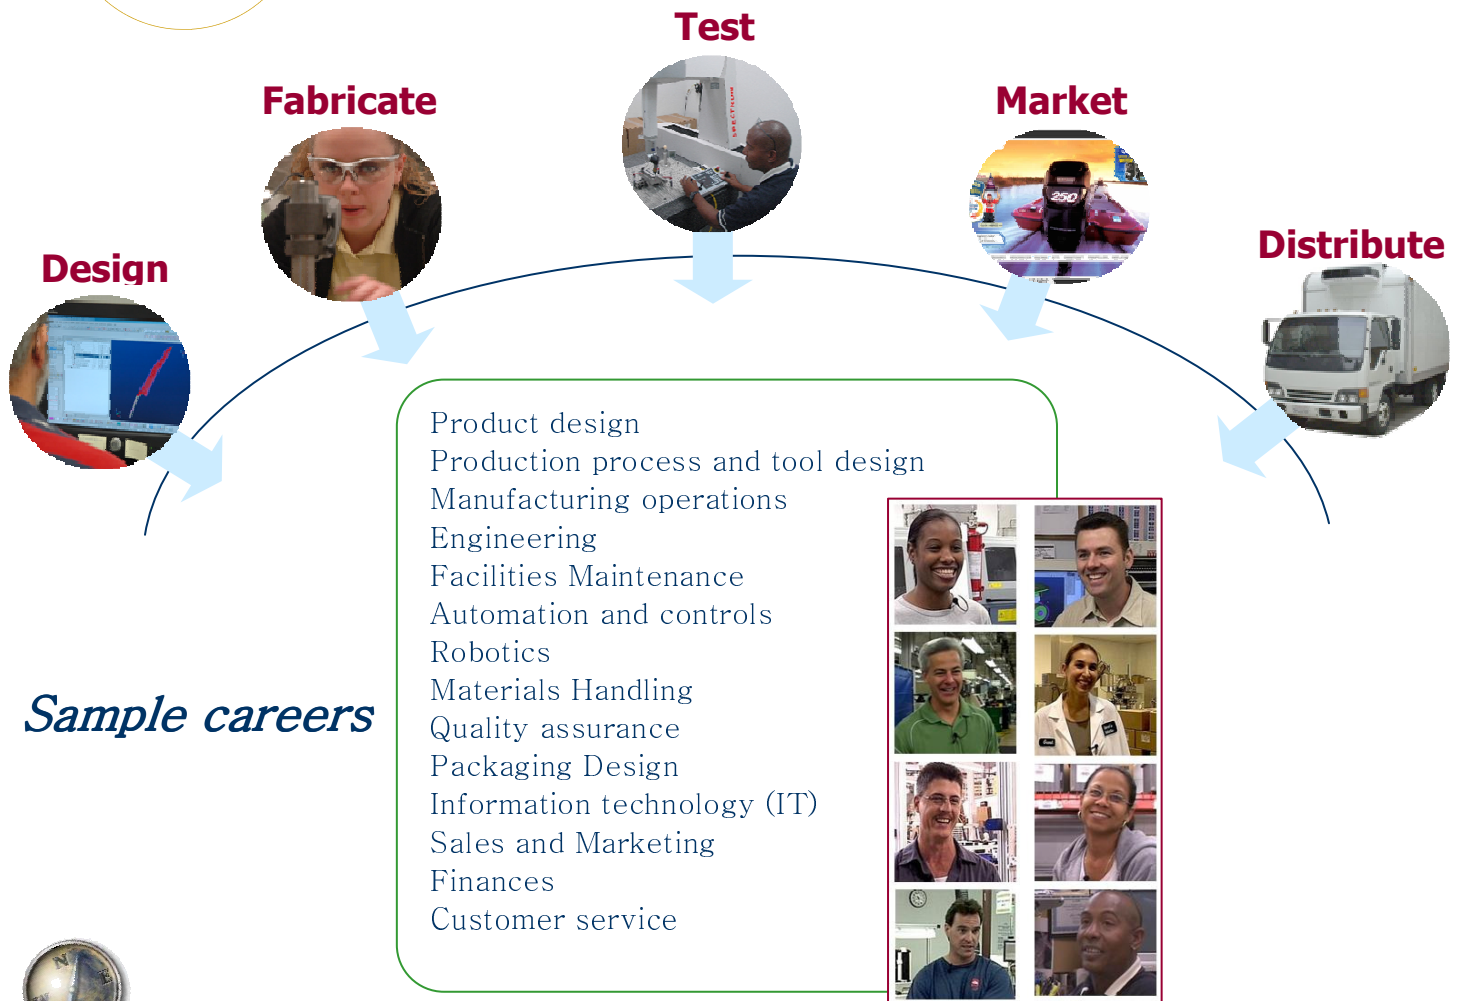 Test
Fabricate
Market
Distribute
Design
SPECTRUM
250
Product design
Production process and tool design
Manufacturing operations
Engineering
Facilities Maintenance
Automation and controls
Robotics
Materials Handling
Quality assurance
Packaging Design
Information technology (IT)
Sales and Marketing
Finances
Customer service
Sample careers
N